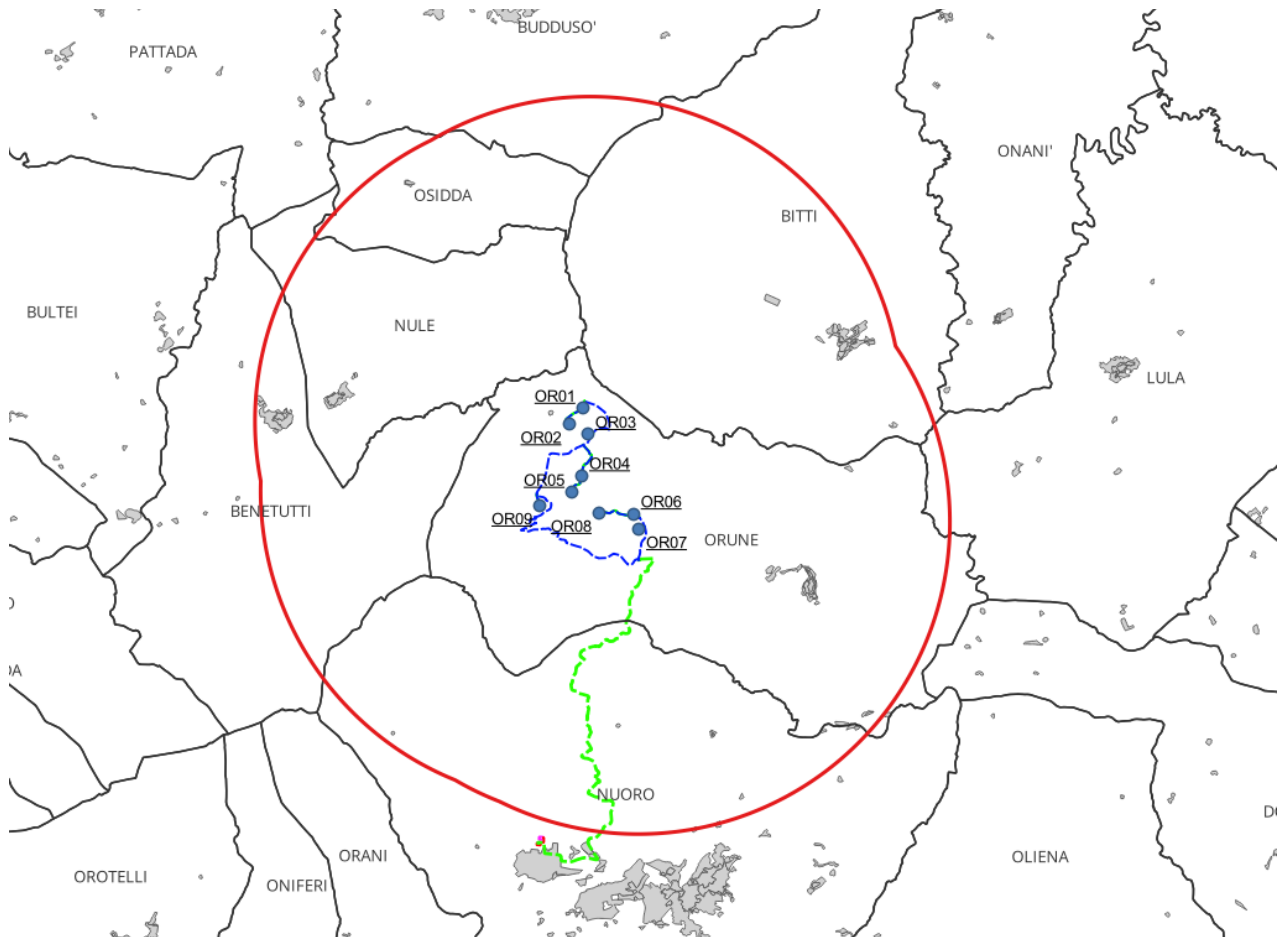 BUDDUSO'
PATTADA
ONANI'
OSIDDA
BITTI
BULTEI
NULE
LULA
OR01
OR03
OR02
OR04
OR05
OR06
BENETUTTI
OR09
OR08
OR07
ORUNE
NUORO
ORANI
OLIENA
OROTELLI
ONIFERI